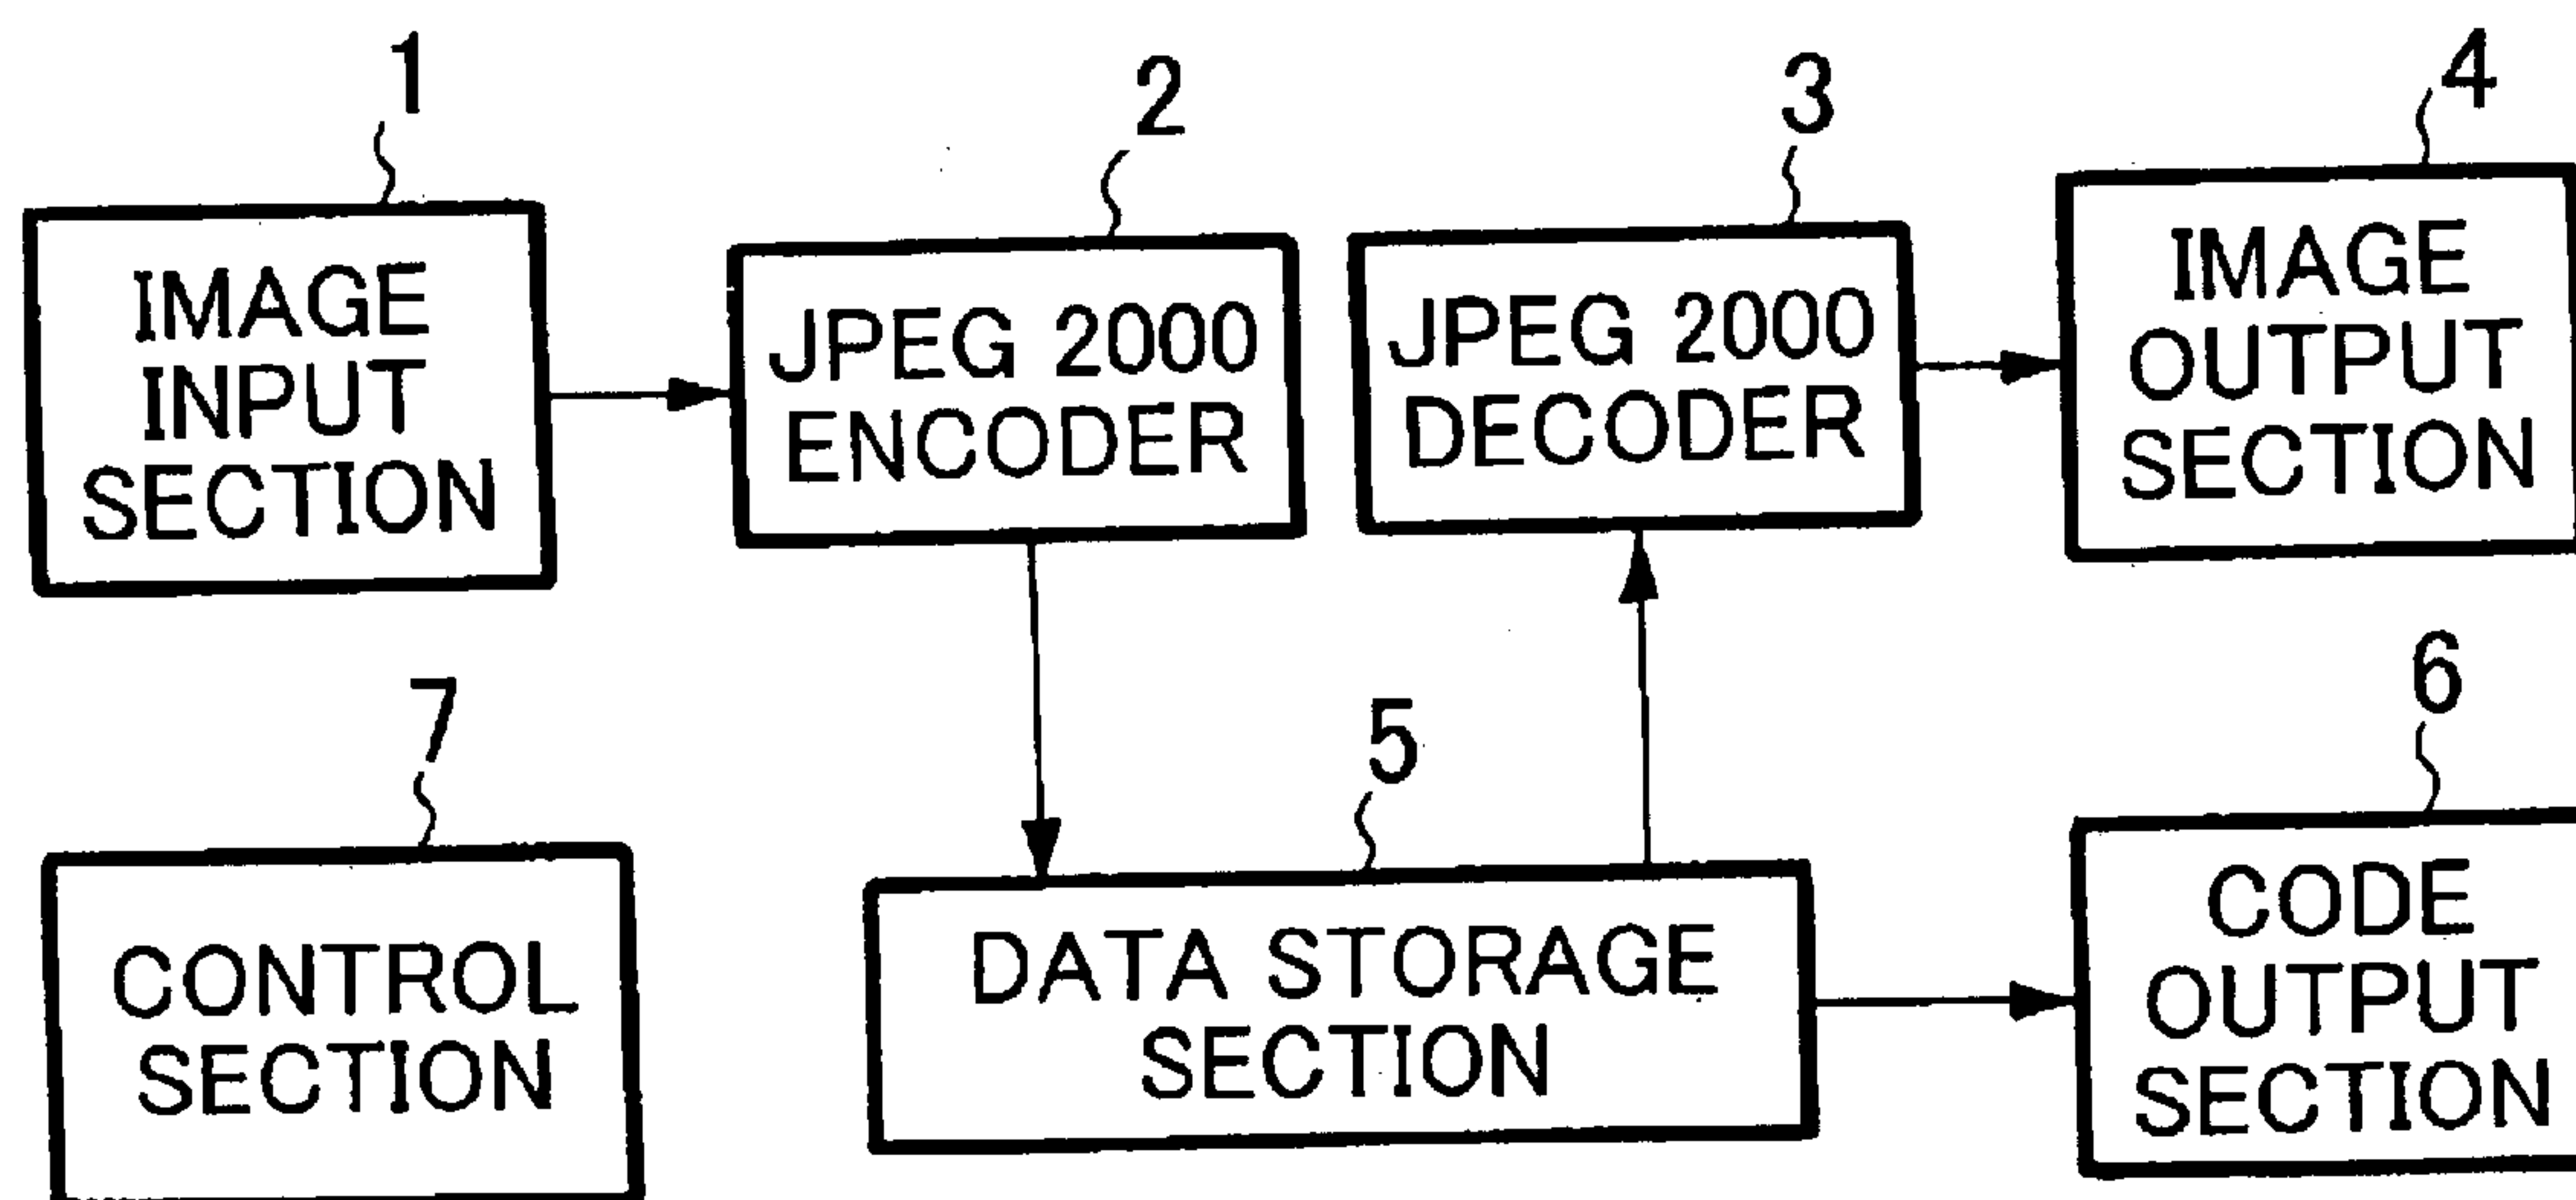 1
IMAGE
INPUT
SECTION
2
JPEG 2000
ENCODER
3
JPEG 2000
DECODER
4
IMAGE
OUTPUT
SECTION
7
CONTROL
SECTION
5
DATA STORAGE
SECTION
6
CODE
OUTPUT
SECTION